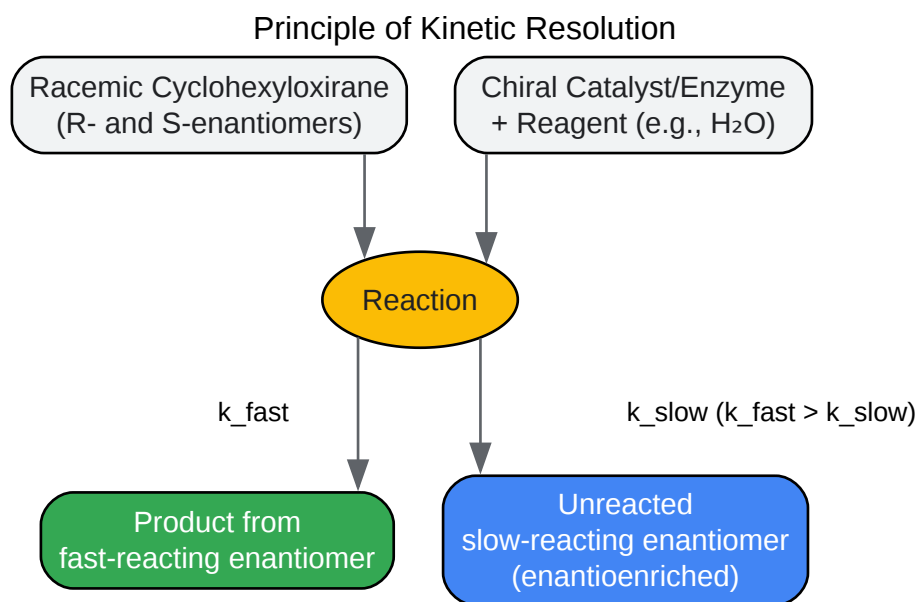 Principle of Kinetic Resolution
Racemic Cyclohexyloxirane
(R- and S-enantiomers)
Chiral Catalyst/Enzyme
+ Reagent (e.g., H₂O)
Reaction
k_fast
k_slow (k_fast > k_slow)
Product from
fast-reacting enantiomer
Unreacted
slow-reacting enantiomer
(enantioenriched)